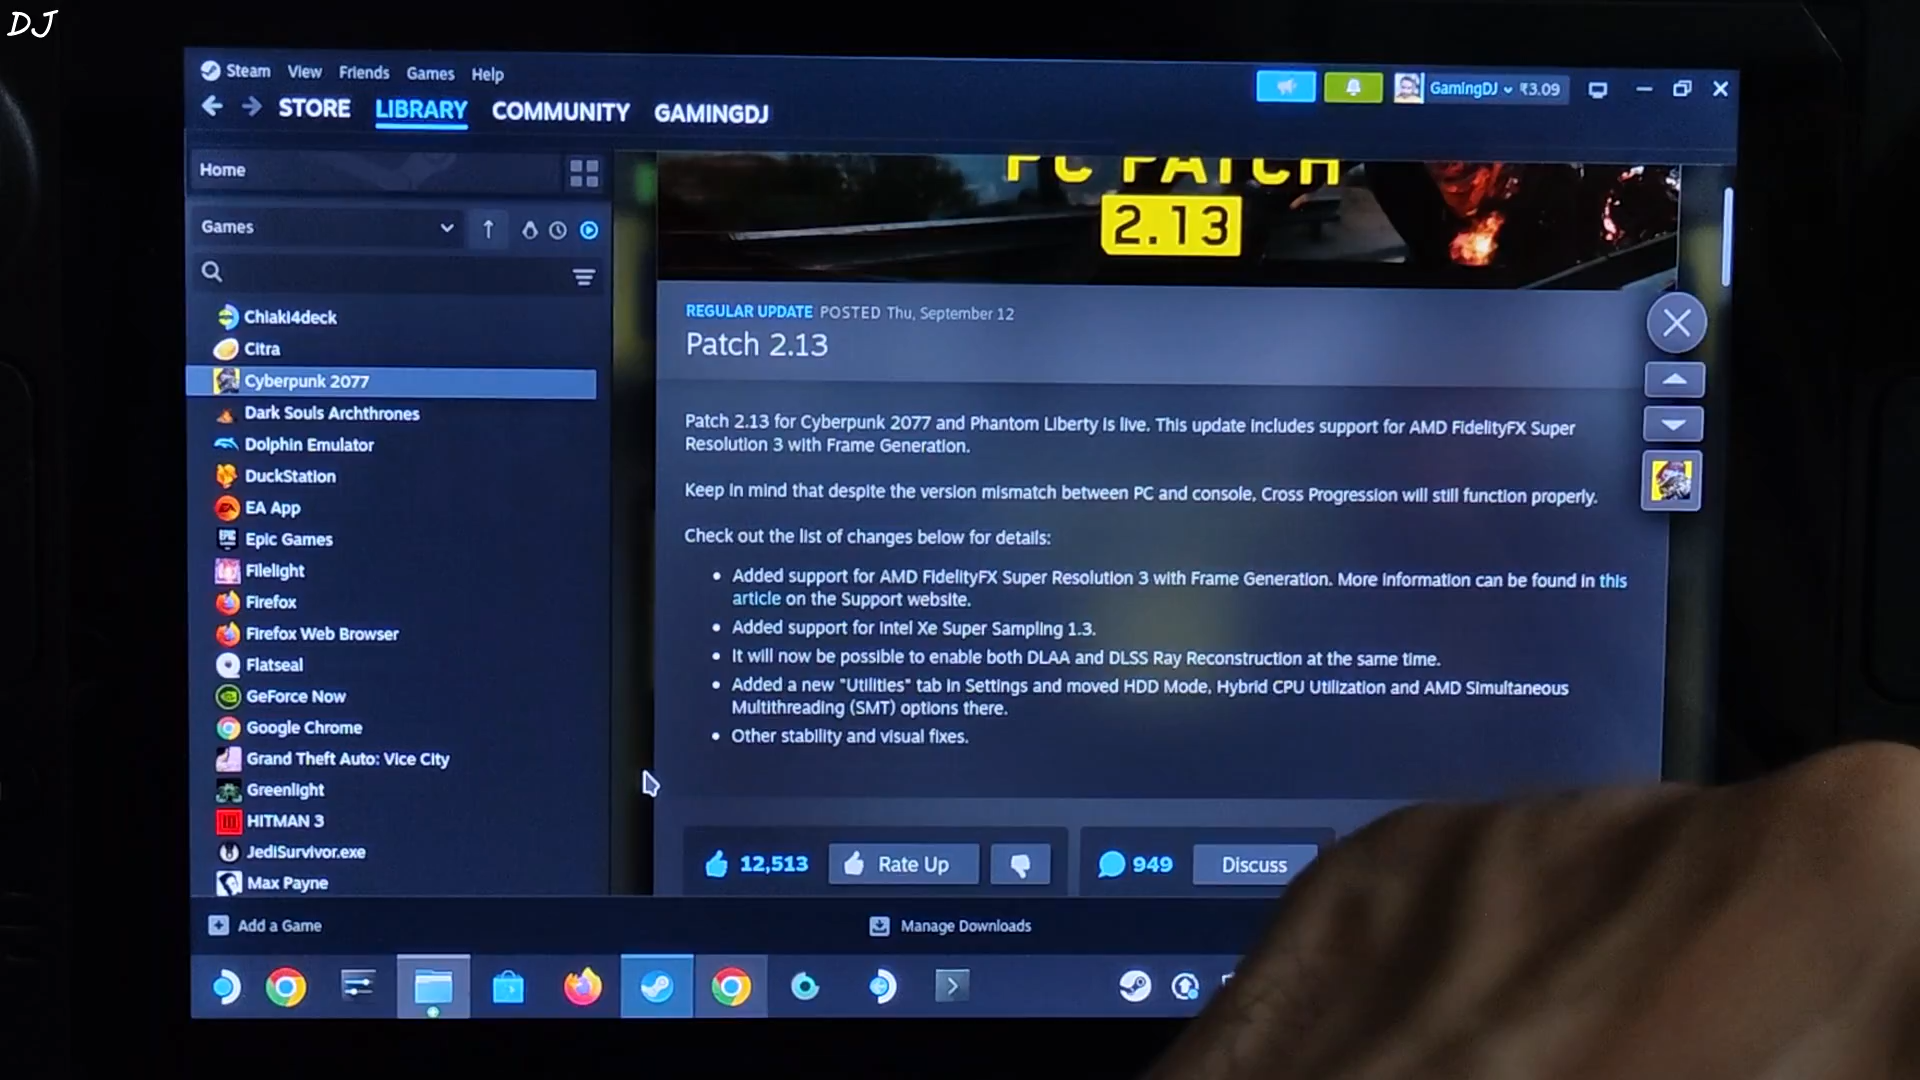 DJ
Steam View Friends Games Help
GamingDJ ₹3.09
STORE LIBRARY COMMUNITY GAMINGDJ
Home
Games
Chiaki4deck
Citra
Cyberpunk 2077
Dark Souls Archthrones
Dolphin Emulator
DuckStation
EA App
Epic Games
Filelight
Firefox
Firefox Web Browser
Flatseal
GeForce Now
Google Chrome
Grand Theft Auto: Vice City
Greenlight
HITMAN 3
JediSurvivor.exe
Max Payne
PC PATCH
2.13
REGULAR UPDATE POSTED Thu, September 12
Patch 2.13
Patch 2.13 for Cyberpunk 2077 and Phantom Liberty is live. This update includes support for AMD FidelityFX Super
Resolution 3 with Frame Generation.
Keep in mind that despite the version mismatch between PC and console, Cross Progression will still function properly.
Check out the list of changes below for details:
• Added support for AMD FidelityFX Super Resolution 3 with Frame Generation. More information can be found in this
article on the Support website.
• Added support for Intel Xe Super Sampling 1.3.
• It will now be possible to enable both DLAA and DLSS Ray Reconstruction at the same time.
• Added a new "Utilities" tab in Settings and moved HDD Mode, Hybrid CPU Utilization and AMD Simultaneous
Multithreading (SMT) options there.
• Other stability and visual fixes.
12,513 Rate Up 949 Discuss
Add a Game Manage Downloads